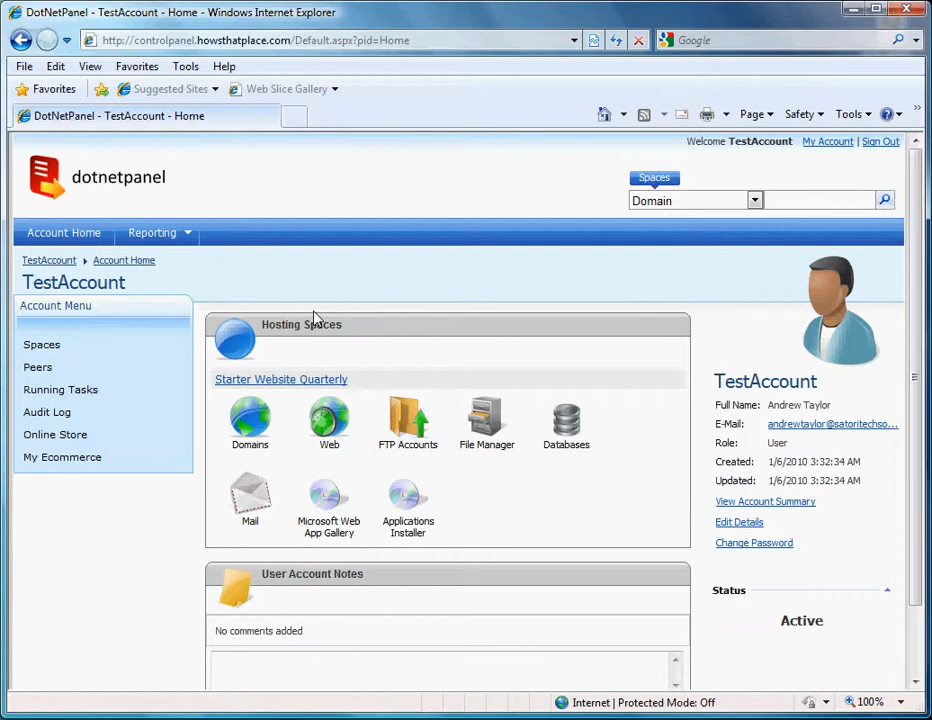 DotNetPanel - TestAccount - Home - Windows Internet Explorer
http://controlpanel.howsthatplace.com/Default.aspx?pid=Home
Google
File Edit View Favorites Tools Help
Favorites Suggested Sites Web Slice Gallery
DotNetPanel - TestAccount - Home
Page Safety Tools
Welcome TestAccount My Account | Sign Out
dotnetpanel
Spaces
Domain
Account Home Reporting
TestAccount Account Home
TestAccount
Account Menu
Spaces
Peers
Running Tasks
Audit Log
Online Store
My Ecommerce
Hosting Spaces
Starter Website Quarterly
Domains Web FTP Accounts File Manager Databases
Mail Microsoft Web App Gallery Applications Installer
User Account Notes
No comments added
TestAccount
Full Name: Andrew Taylor
E-Mail: andrewtaylor@satoritechso...
Role: User
Created: 1/6/2010 3:32:34 AM
Updated: 1/6/2010 3:32:34 AM
View Account Summary
Edit Details
Change Password
Status
Active
Internet | Protected Mode: Off
100%